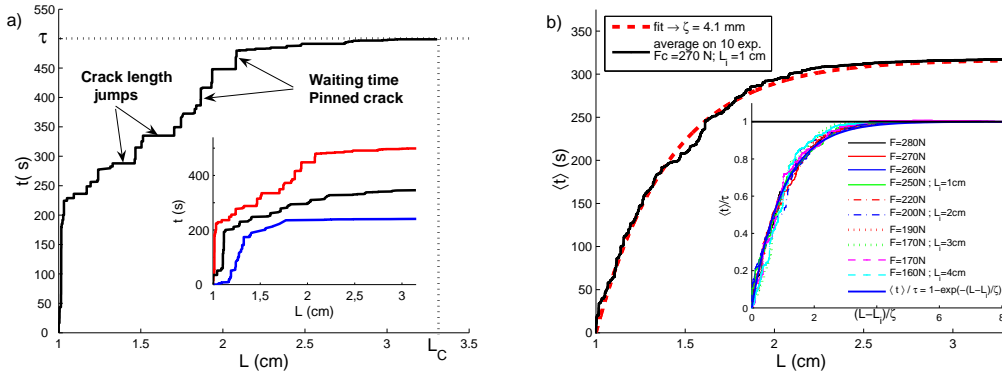 a)
τ
500
450
400
350
300
250
200
150
100
50
0
t( s)
Crack length
jumps
Waiting time
Pinned crack
400
200
0
t (s)
1 1,5 2 2,5 3
L (cm)
1 1.5 2 2.5 3 3.5
L_C
L (cm)
b)
350
300
250
200
150
100
50
0
⟨t⟩ (s)
fit → ζ = 4.1 mm
average on 10 exp.
Fc=270 N; L_i=1 cm
1
0.8
0.6
0.4
0.2
0
⟨t⟩/τ
F=280N
F=270N
F=260N
F=250N ; L_i=1cm
F=220N
F=200N ; L_i=2cm
F=190N
F=170N ; L_i=3cm
F=170N
F=160N ; L_i=4cm
⟨ t ⟩ / τ = 1−exp(−(L−L_i)/ζ)
0 2 4 6 8
(L−L_i)/ζ
1 1.5 2 2.5 3
L (cm)